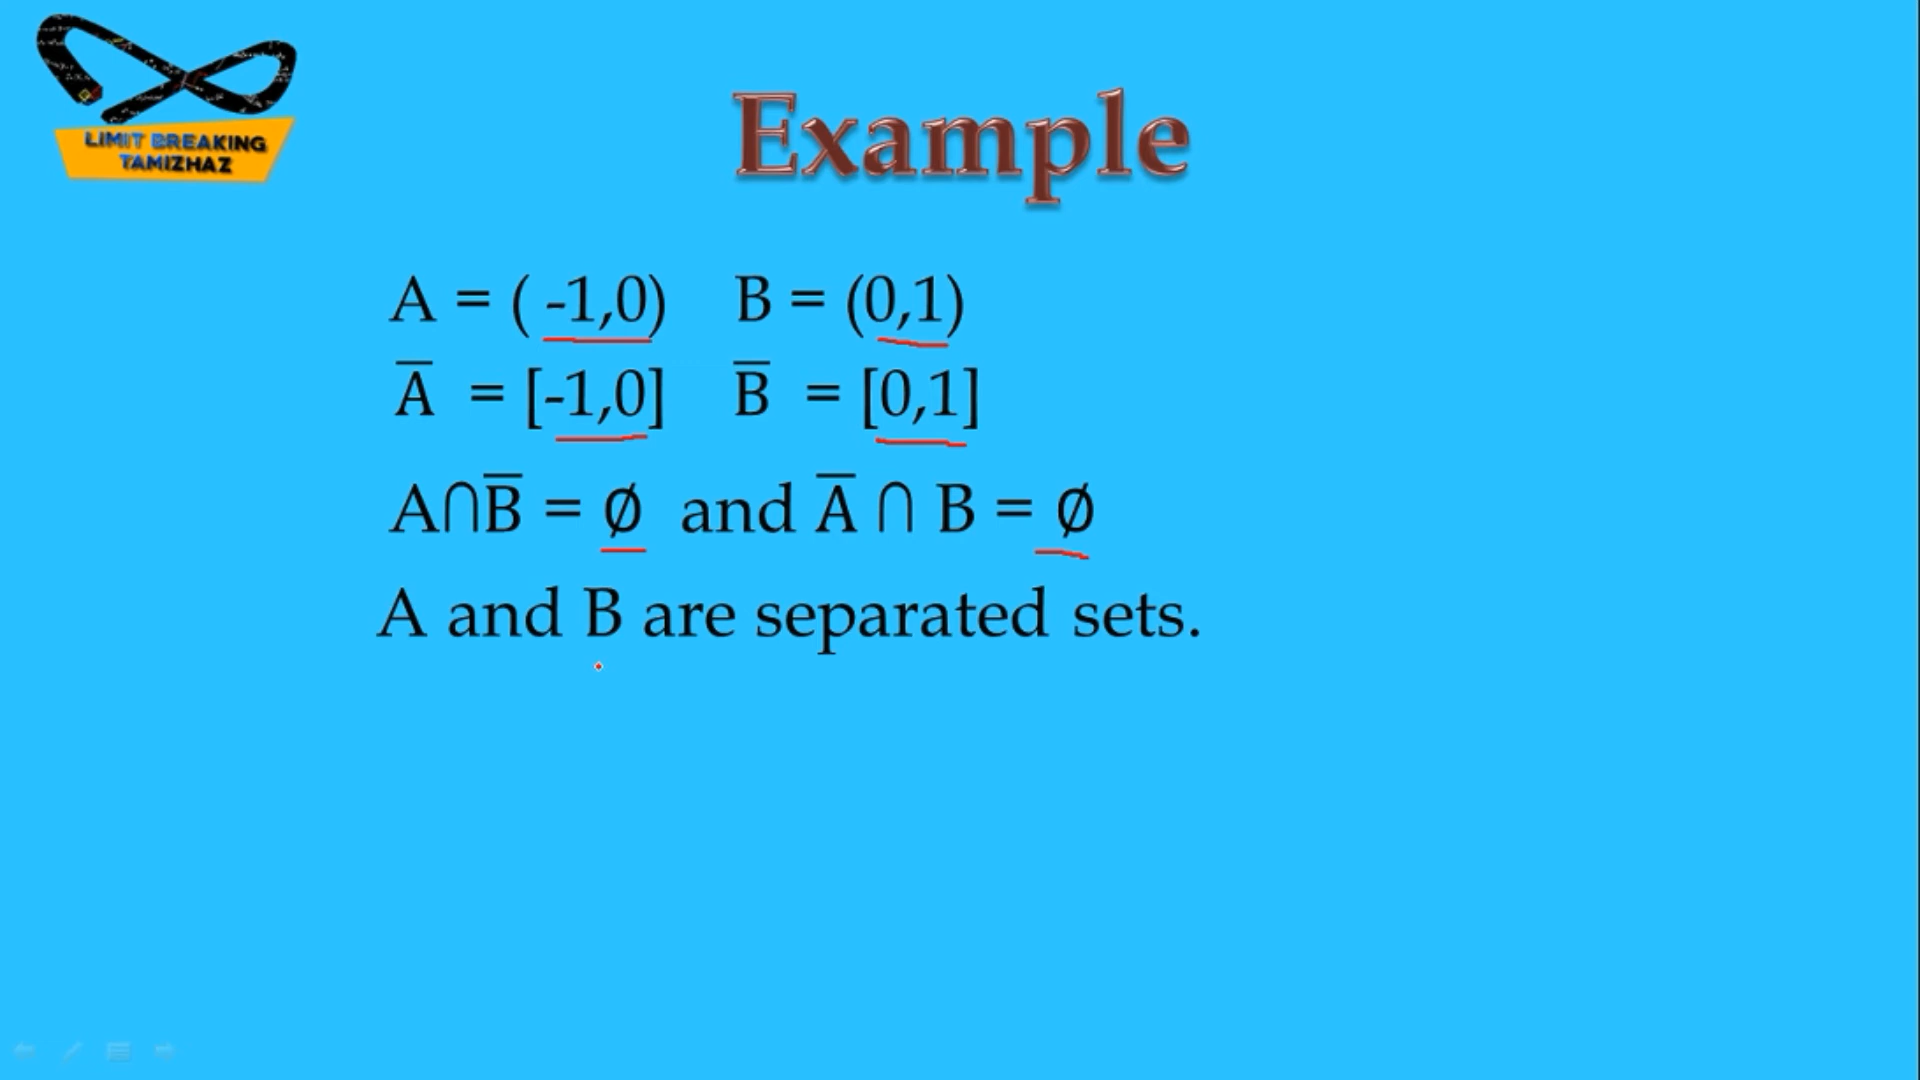 LIMIT BREAKING
TAMIZHAZ
Example
A = ( -1,0) B = (0,1)
A̅ = [-1,0] B̅ = [0,1]
A∩B̅ = ∅ and A̅ ∩ B = ∅
A and B are separated sets.